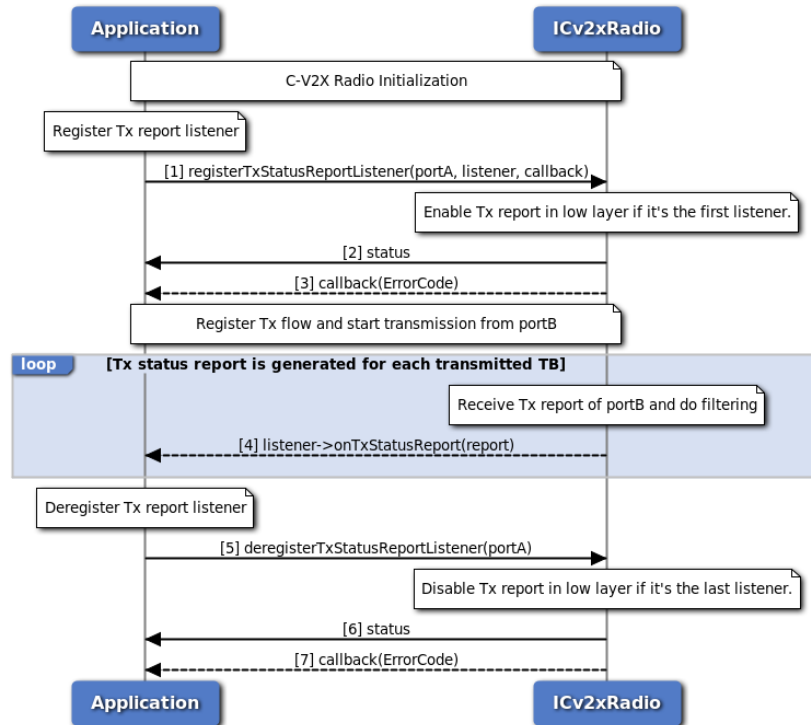 Application
ICv2xRadio
C-V2X Radio Initialization
Register Tx report listener
[1] registerTxStatusReportListener(portA, listener, callback)
Enable Tx report in low layer if it's the first listener.
[2] status
[3] callback(ErrorCode)
Register Tx flow and start transmission from portB
loop
[Tx status report is generated for each transmitted TB]
Receive Tx report of portB and do filtering
[4] listener->onTxStatusReport(report)
Deregister Tx report listener
[5] deregisterTxStatusReportListener(portA)
Disable Tx report in low layer if it's the last listener.
[6] status
[7] callback(ErrorCode)
Application
ICv2xRadio